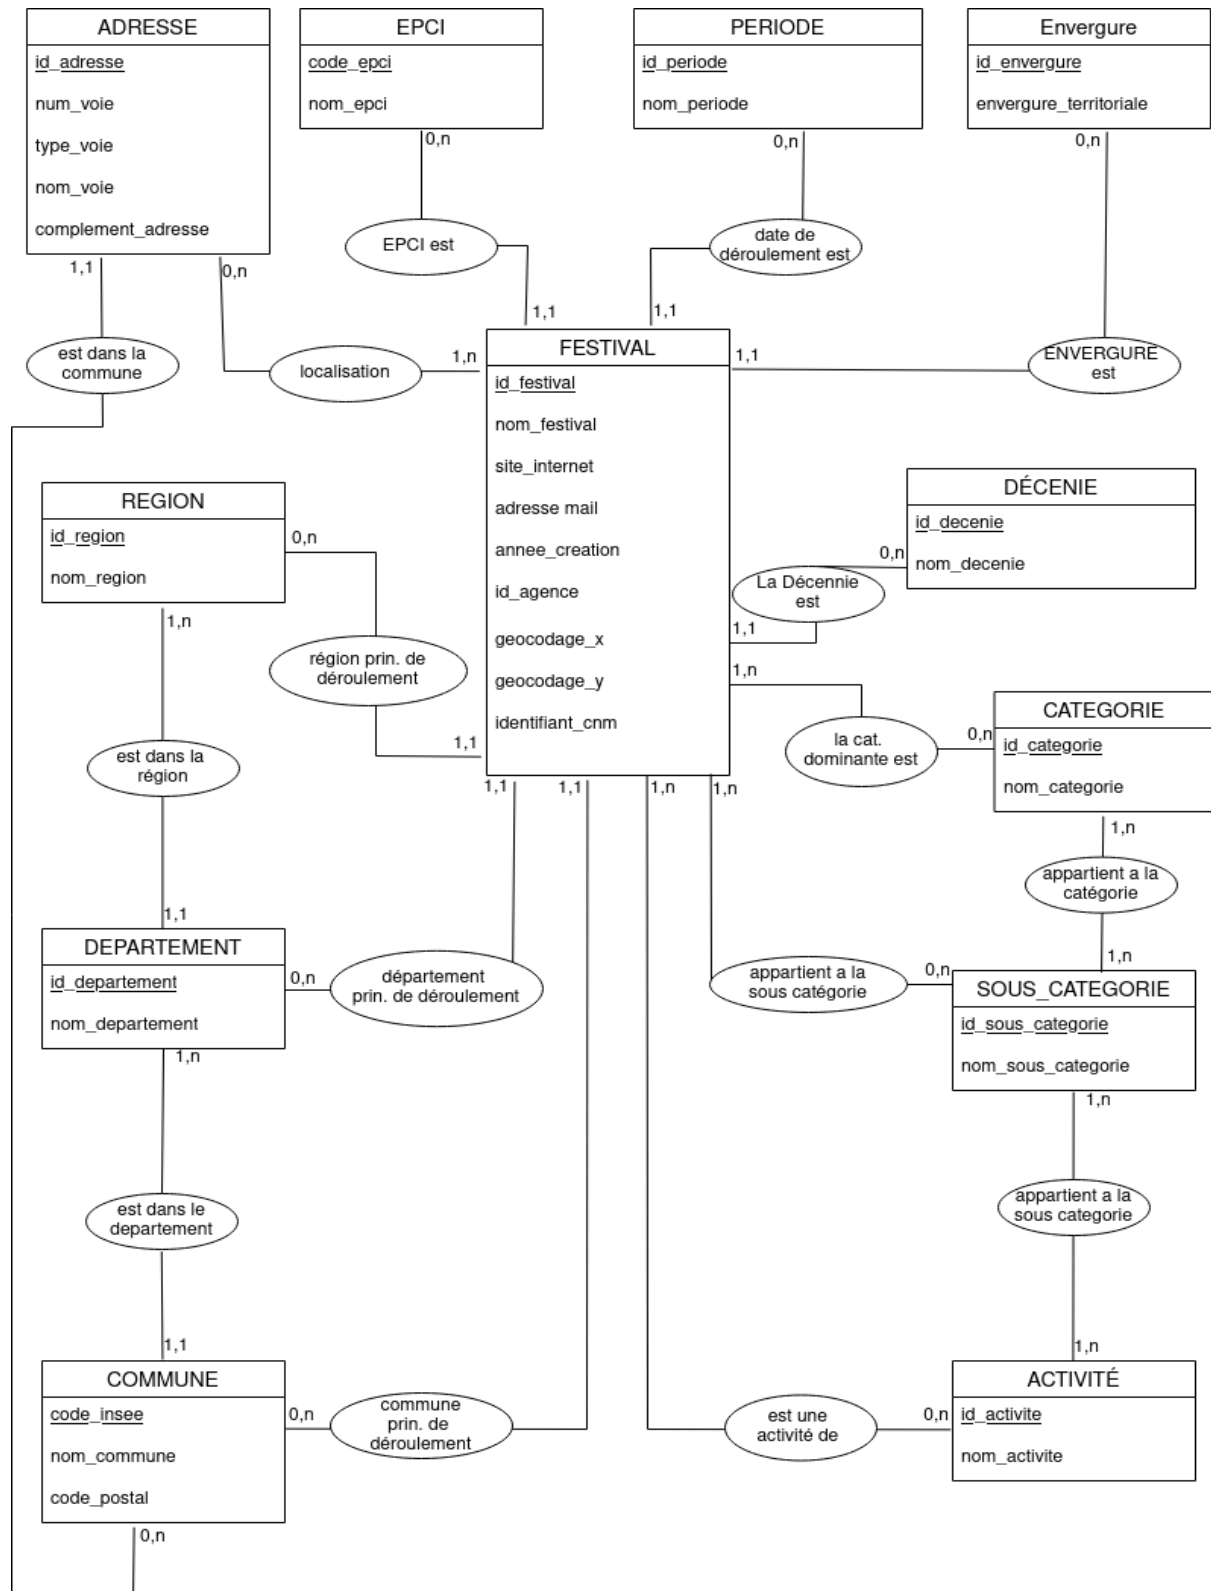 ADRESSE
id_adresse
num_voie
type_voie
nom_voie
complement_adresse
EPCI
code_epci
nom_epci
PERIODE
id_periode
nom_periode
Envergure
id_envergure
envergure_territoriale
1,1
0,n
0,n
0,n
0,n
EPCI est
date de
déroulement est
1,1
1,1
est dans la
commune
localisation
1,n
1,1
ENVERGURE
est
FESTIVAL
id_festival
nom_festival
site_internet
adresse mail
annee_creation
id_agence
geocodage_x
geocodage_y
identifiant_cnm
REGION
id_region
nom_region
0,n
1,n
région prin. de
déroulement
1,1
DÉCENIE
id_decenie
nom_decenie
0,n
La Décennie
est
1,1
1,n
la cat.
dominante est
0,n
CATEGORIE
id_categorie
nom_categorie
1,n
est dans la
région
1,1
1,1
1,1
1,n
1,n
appartient a la
catégorie
1,n
DEPARTEMENT
id_departement
nom_departement
0,n
département
prin. de déroulement
1,n
appartient a la
sous catégorie
0,n
SOUS_CATEGORIE
id_sous_categorie
nom_sous_categorie
1,n
est dans le
departement
1,1
appartient a la
sous categorie
1,n
COMMUNE
code_insee
nom_commune
code_postal
0,n
commune
prin. de
déroulement
est une
activité de
0,n
ACTIVITÉ
id_activite
nom_activite
0,n